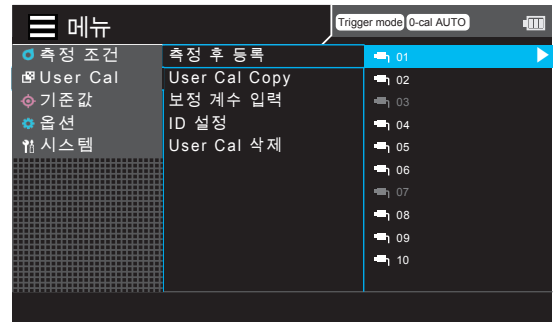 메뉴
Trigger mode 0-cal AUTO
측정 조건
User Cal
기준값
옵션
시스템
측정 후 등록
User Cal Copy
보정 계수 입력
ID 설정
User Cal 삭제
01
02
03
04
05
06
07
08
09
10